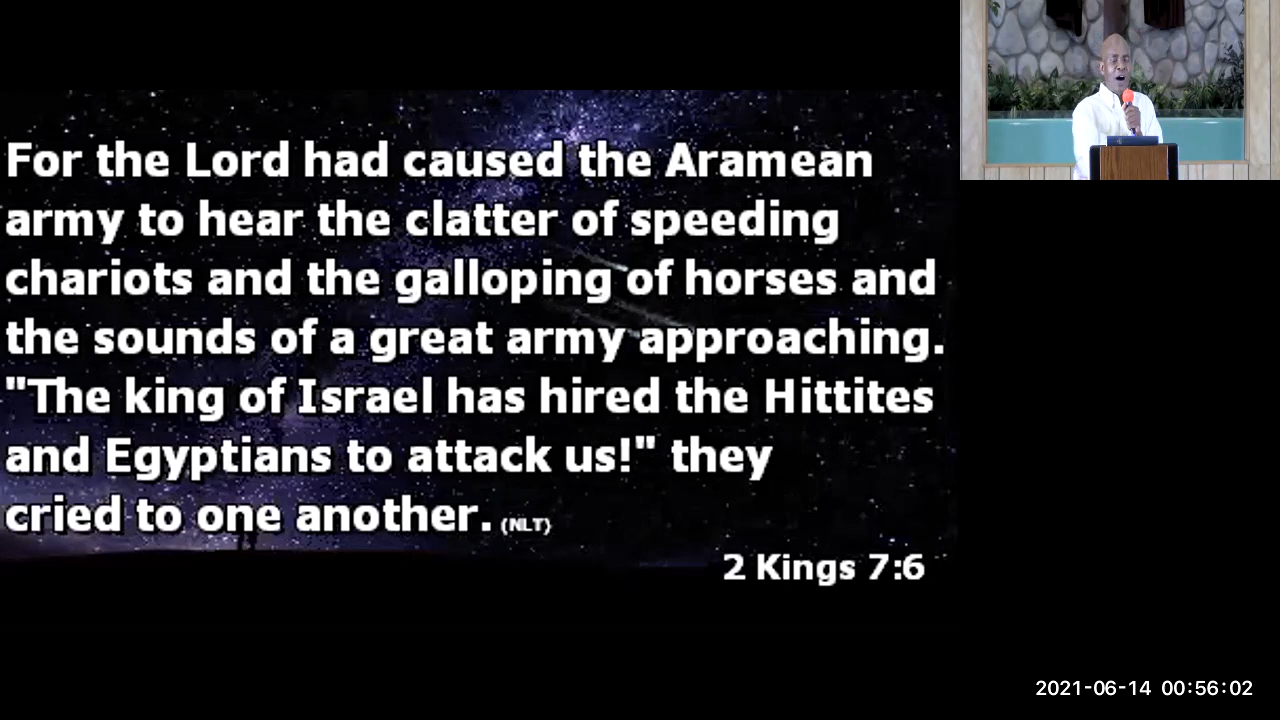 For the Lord had caused the Aramean
army to hear the clatter of speeding
chariots and the galloping of horses and
the sounds of a great army approaching.
"The king of Israel has hired the Hittites
and Egyptians to attack us!" they
cried to one another. (NLT)
2 Kings 7:6
2021-06-14 00:56:02